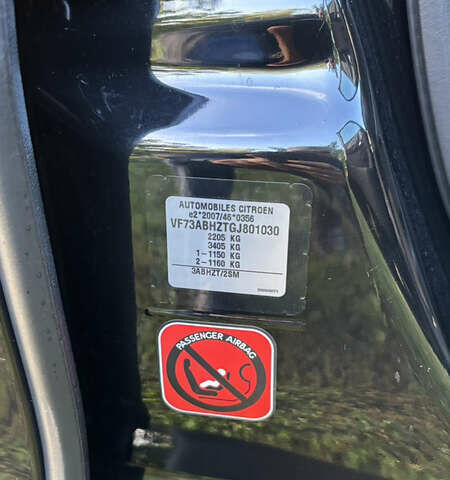 AUTOMOBILES CITROEN
e2*2007/46*0356
VF73ABHZTGJ801030
2205 KG
3405 KG
1-1150 KG
2-1160 KG
3ABHZT/2SM
PASSENGER AIRBAG